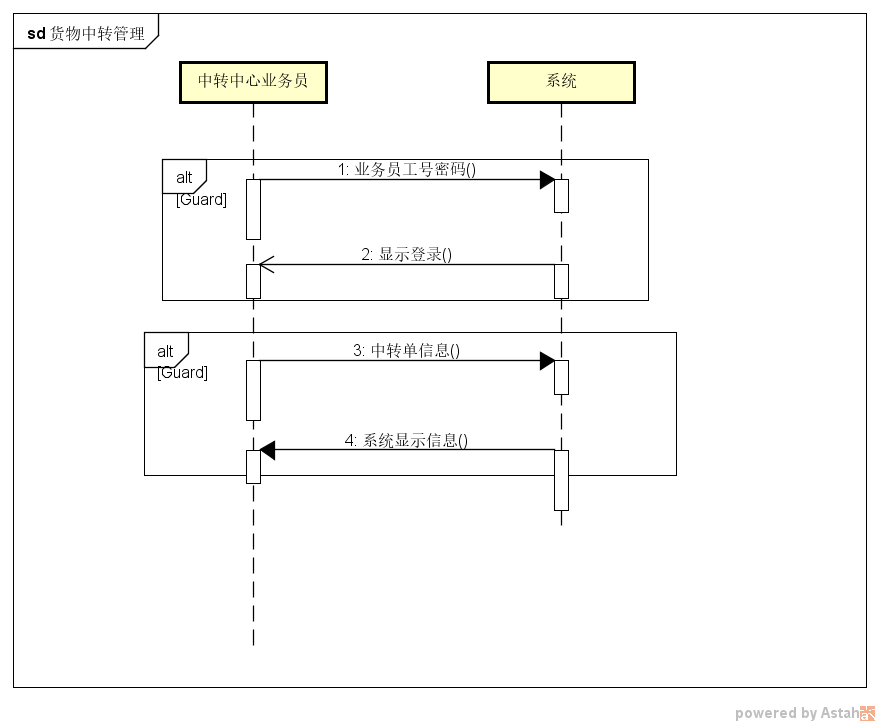 sd 货物中转管理
中转中心业务员
系统
alt
1: 业务员工号密码()
[Guard]
2: 显示登录()
alt
3: 中转单信息()
[Guard]
4: 系统显示信息()
powered by Astah